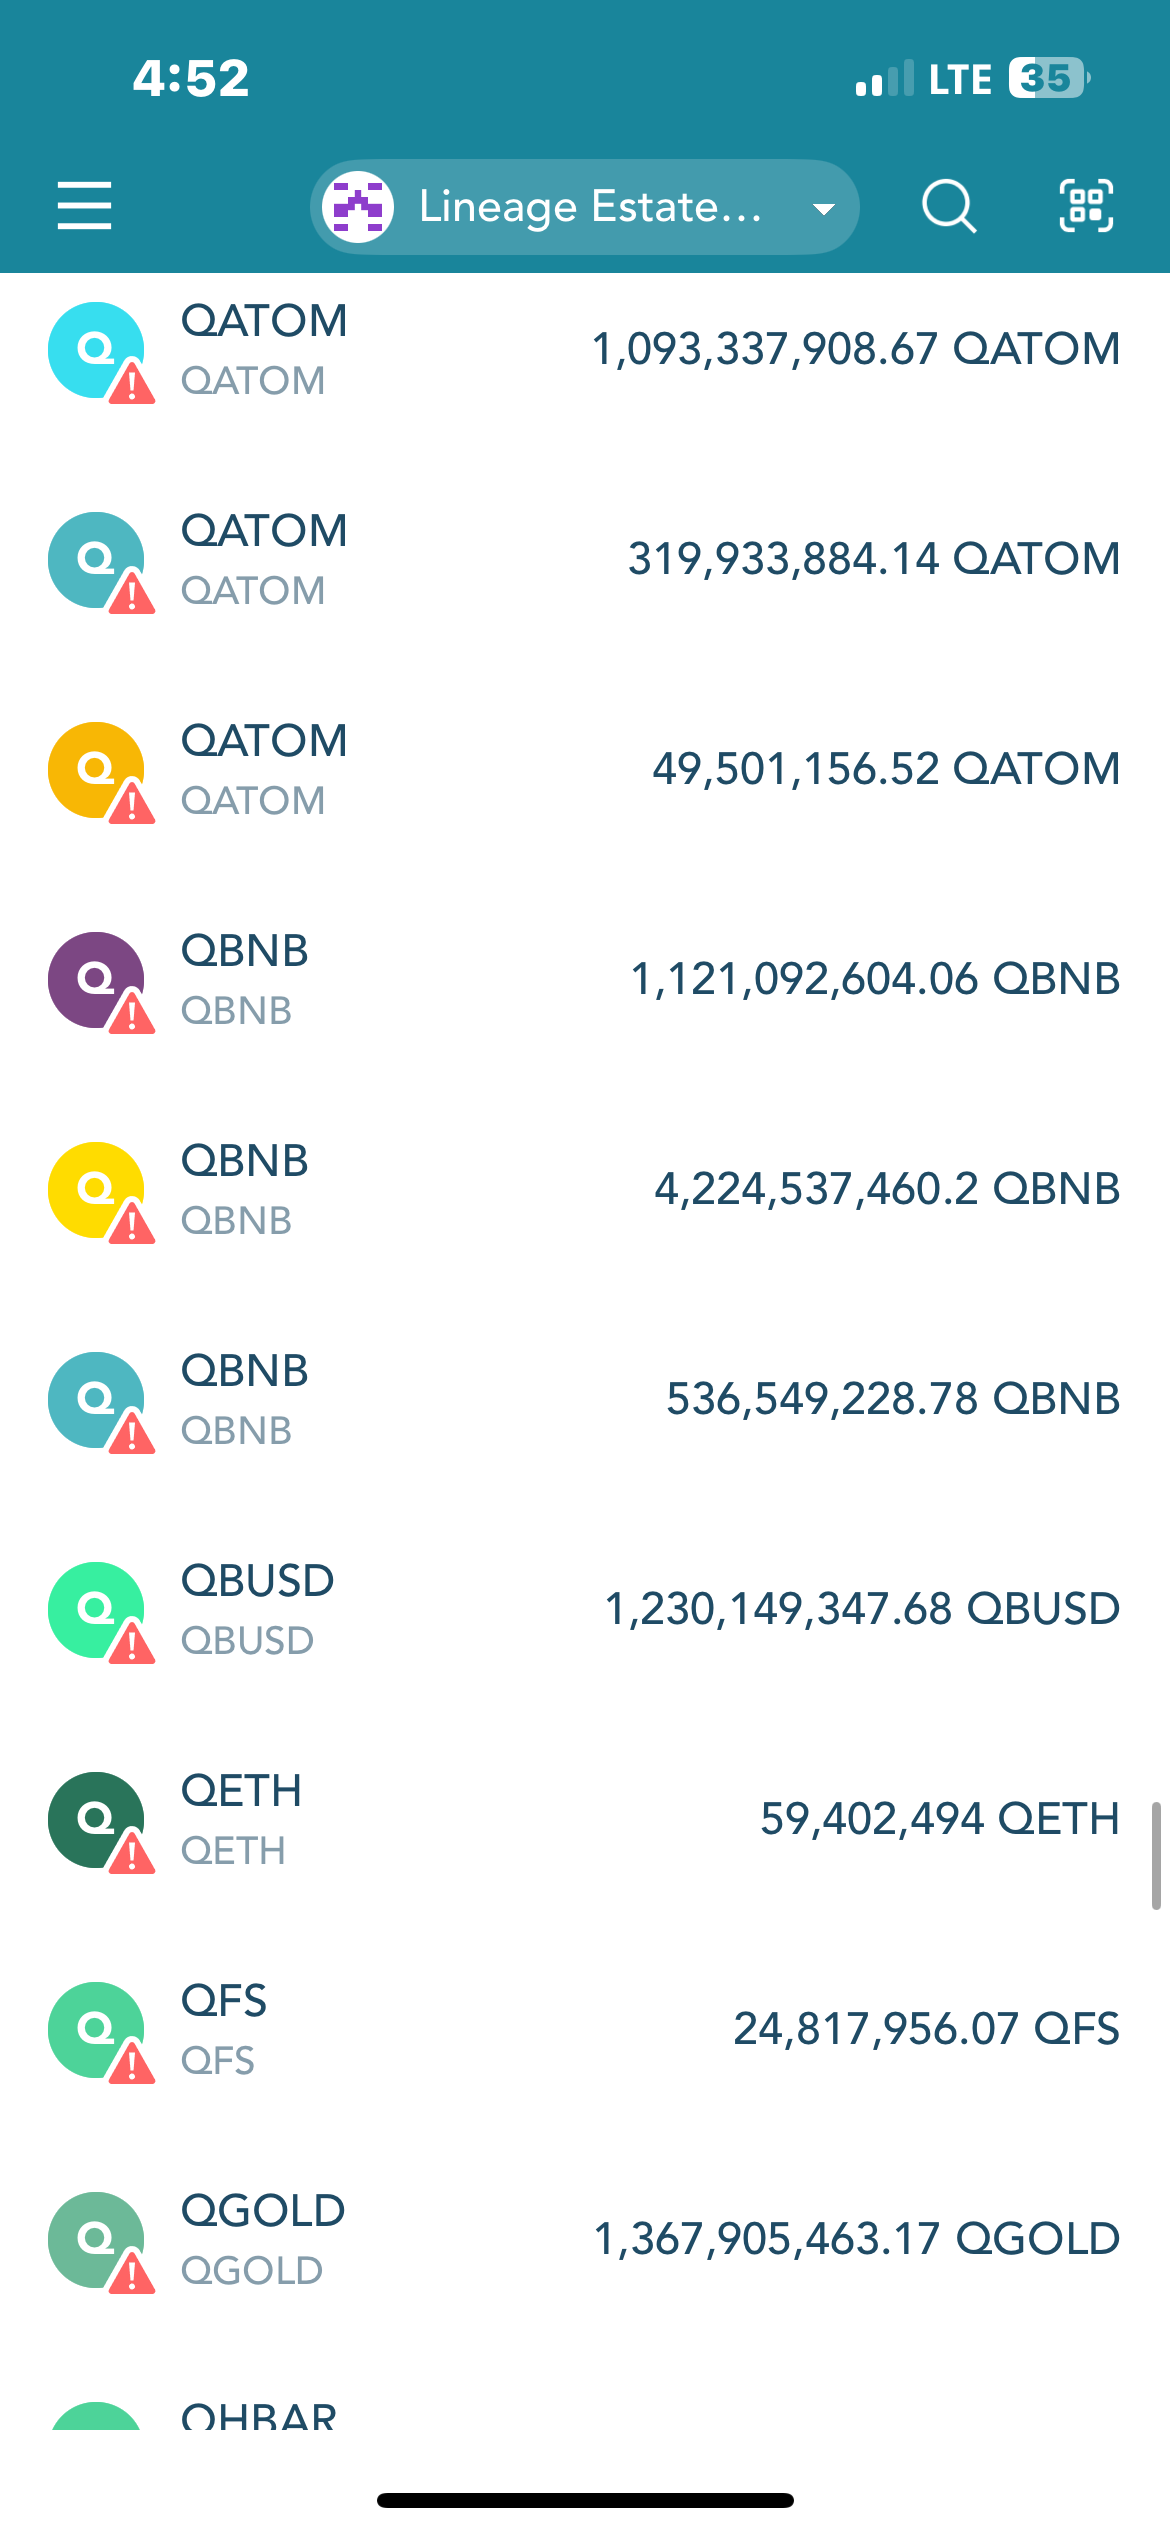 4:52
LTE 35
Lineage Estate...
QATOM
QATOM
1,093,337,908.67 QATOM
QATOM
QATOM
319,933,884.14 QATOM
QATOM
QATOM
49,501,156.52 QATOM
QBNB
QBNB
1,121,092,604.06 QBNB
QBNB
QBNB
4,224,537,460.2 QBNB
QBNB
QBNB
536,549,228.78 QBNB
QBUSD
QBUSD
1,230,149,347.68 QBUSD
QETH
QETH
59,402,494 QETH
QFS
QFS
24,817,956.07 QFS
QGOLD
QGOLD
1,367,905,463.17 QGOLD
QHBAR